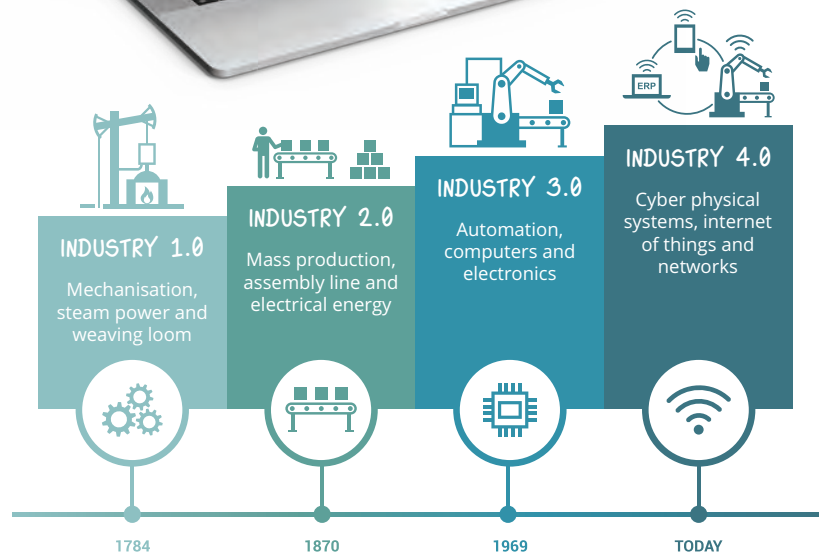 ERP
INDUSTRY 1.0
Mechanisation,
steam power and
weaving loom
INDUSTRY 2.0
Mass production,
assembly line and
electrical energy
INDUSTRY 3.0
Automation,
computers and
electronics
INDUSTRY 4.0
Cyber physical
systems, internet
of things and
networks
1784
1870
1969
TODAY